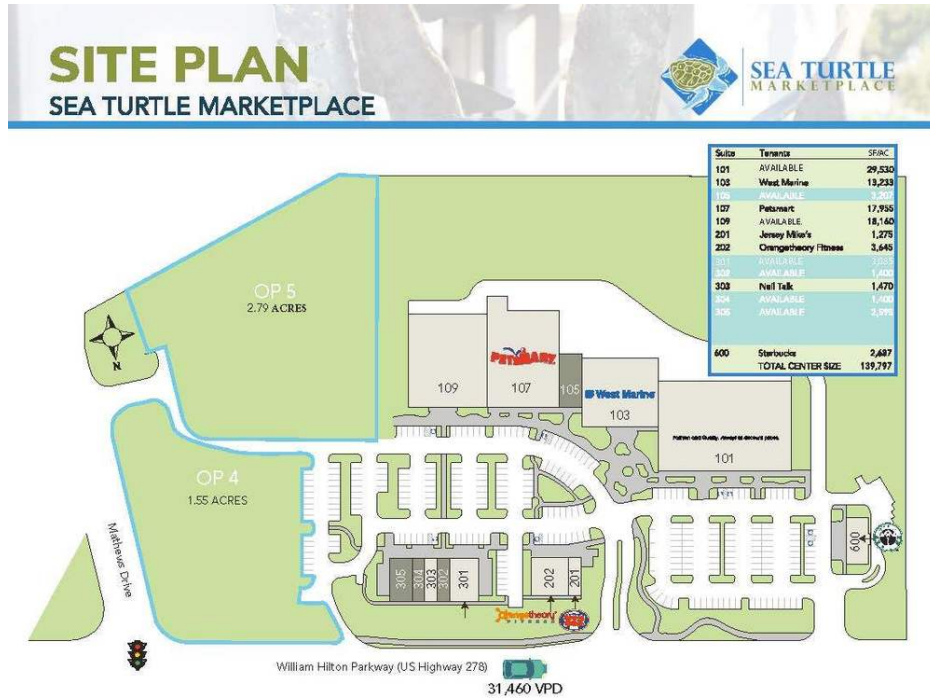 SITE PLAN
SEA TURTLE MARKETPLACE
SEA TURTLE
MARKETPLACE
Suite Tenants SF/AC
101 AVAILABLE 29,530
103 West Marine 13,233
105 AVAILABLE 3,207
107 Petsmart 17,955
109 AVAILABLE 18,160
201 Jersey Mike's 1,275
202 Orangetheory Fitness 3,645
301 AVAILABLE
302 AVAILABLE 1,400
303 Nail Talk 1,470
304 AVAILABLE 1,400
305 AVAILABLE
600 Starbucks 2,687
TOTAL CENTER SIZE 139,797
OP 5
2.79 ACRES
N
PETSMART
109
107
105
West Marine
103
101
OP 4
1.55 ACRES
Mathews Drive
305
304
303
302
301
202
201
600
Orangetheory
FITNESS
William Hilton Parkway (US Highway 278)
31,460 VPD